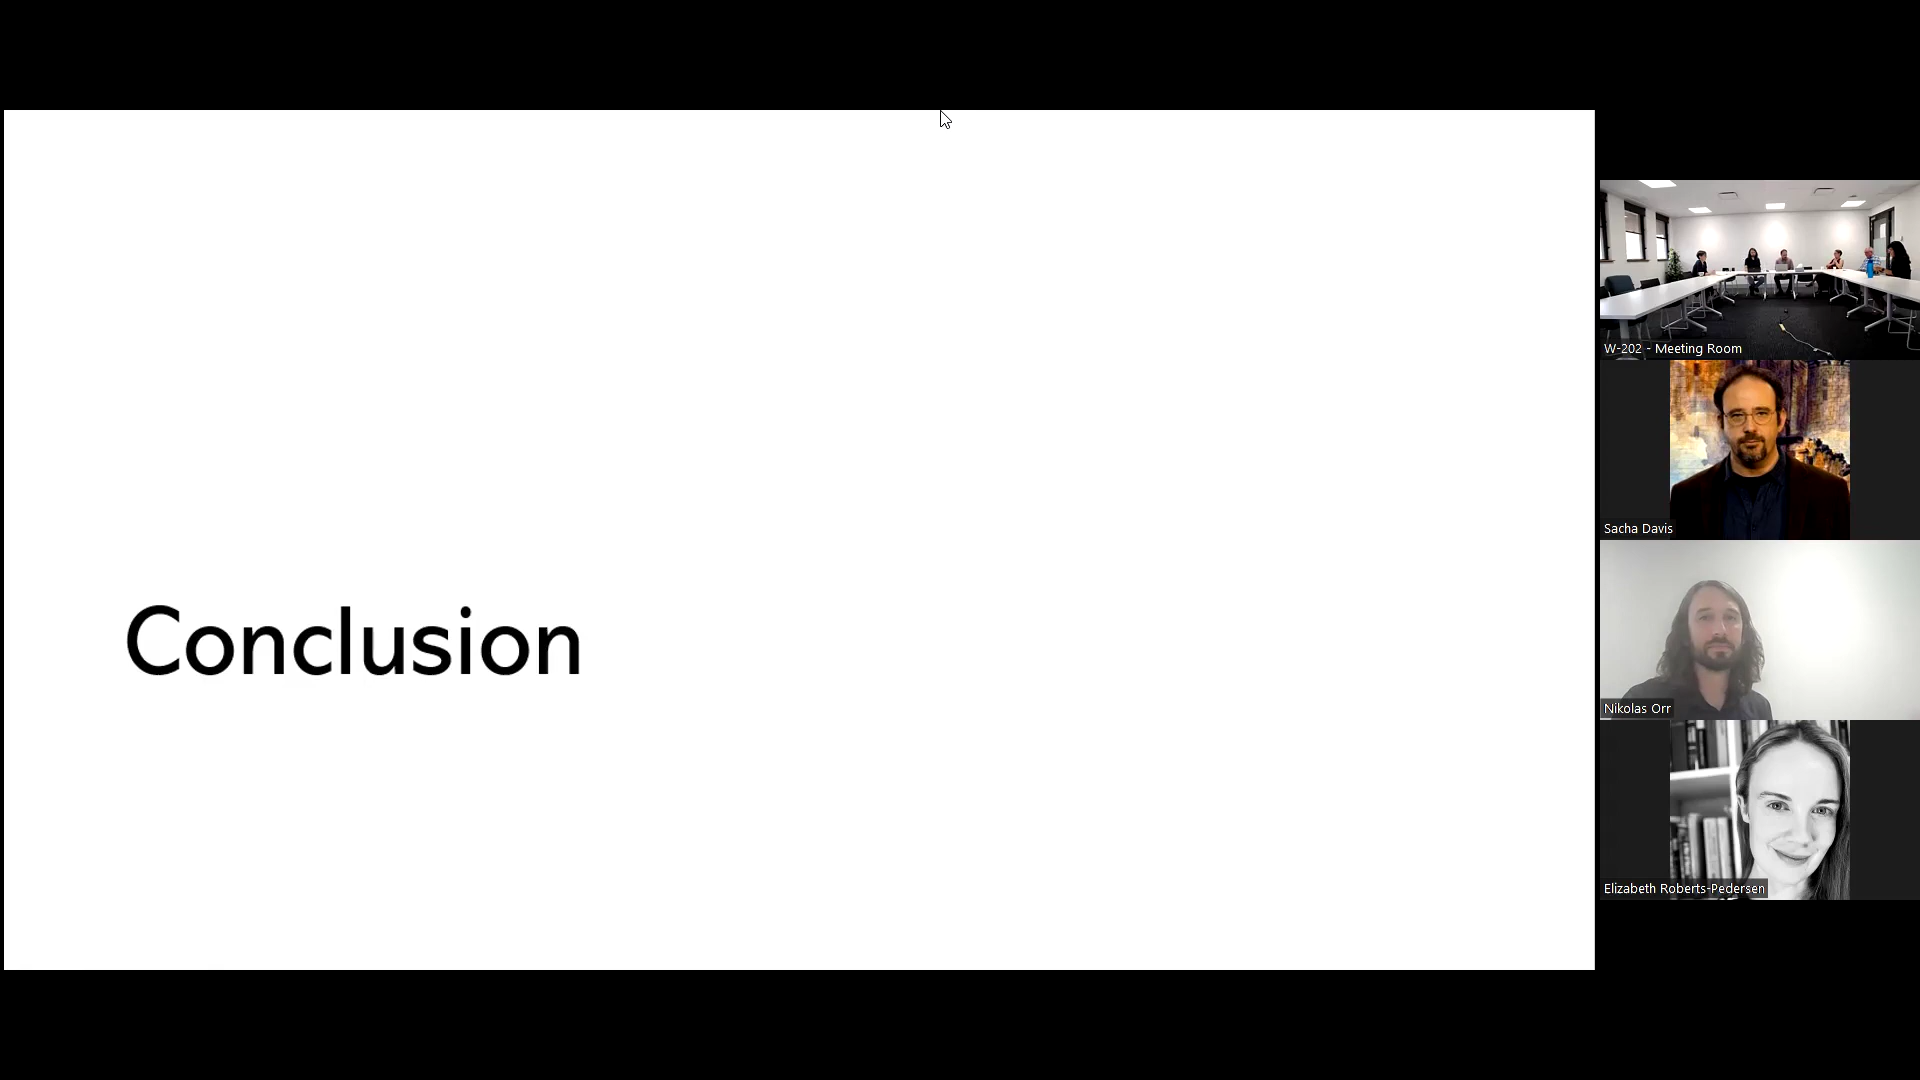 Conclusion
W-202 - Meeting Room
Sacha Davis
Nikolas Orr
Elizabeth Roberts-Pedersen